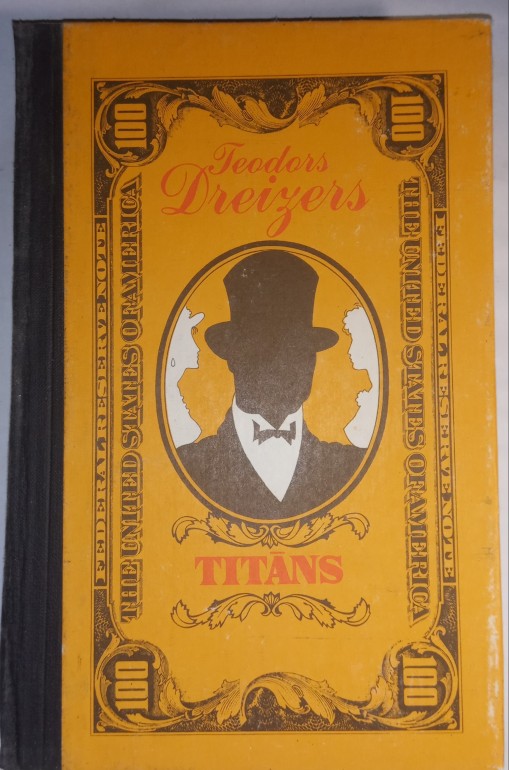 100
100
Teodors
Dreizers
FEDERAL RESERVE NOTE
THE UNITED STATES OF AMERICA
THE UNITED STATES OF AMERICA
FEDERAL RESERVE NOTE
TITĀNS
100
100